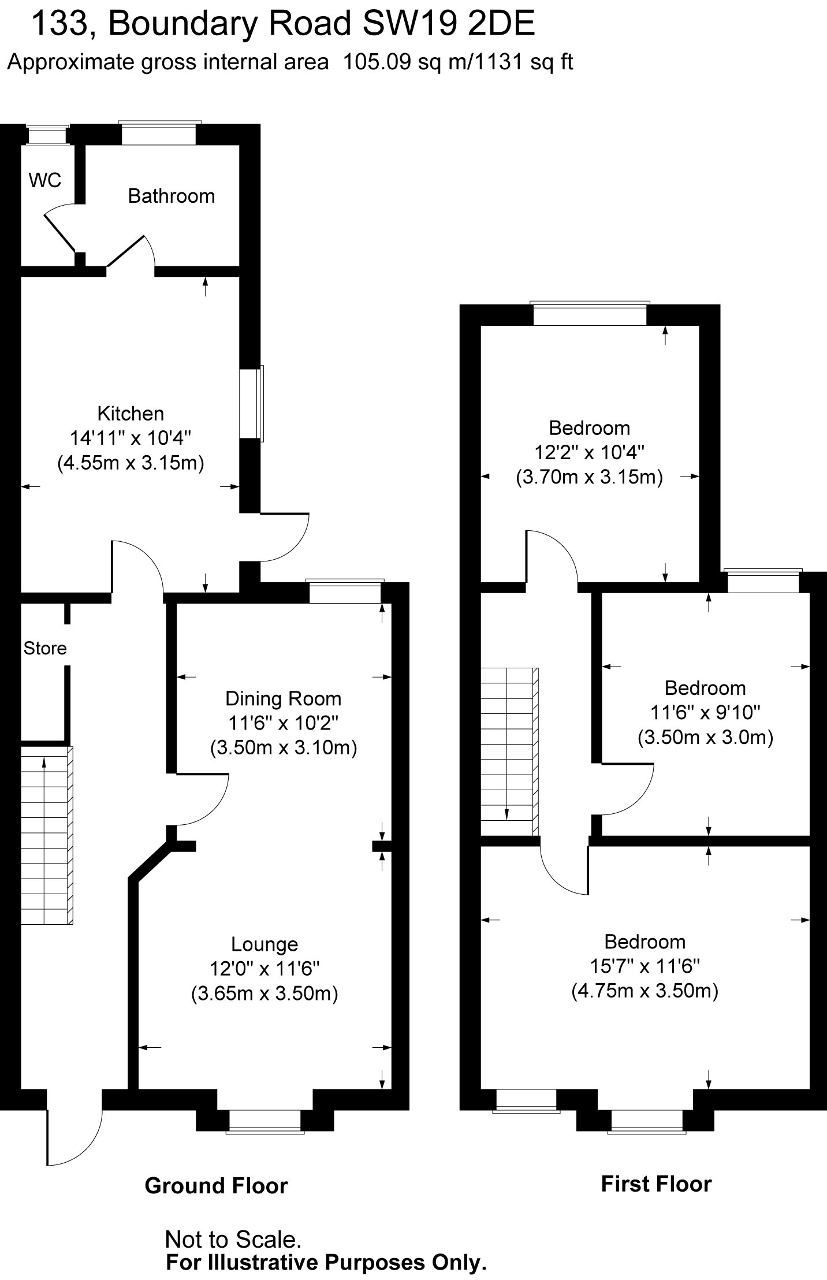 133, Boundary Road SW19 2DE
Approximate gross internal area 105.09 sq m/1131 sq ft
WC
Bathroom
Kitchen
14'11" x 10'4"
(4.55m x 3.15m)
Store
Dining Room
11'6" x 10'2"
(3.50m x 3.10m)
Lounge
12'0" x 11'6"
(3.65m x 3.50m)
Ground Floor
Bedroom
12'2" x 10'4"
(3.70m x 3.15m)
Bedroom
11'6" x 9'10"
(3.50m x 3.0m)
Bedroom
15'7" x 11'6"
(4.75m x 3.50m)
First Floor
Not to Scale.
For Illustrative Purposes Only.